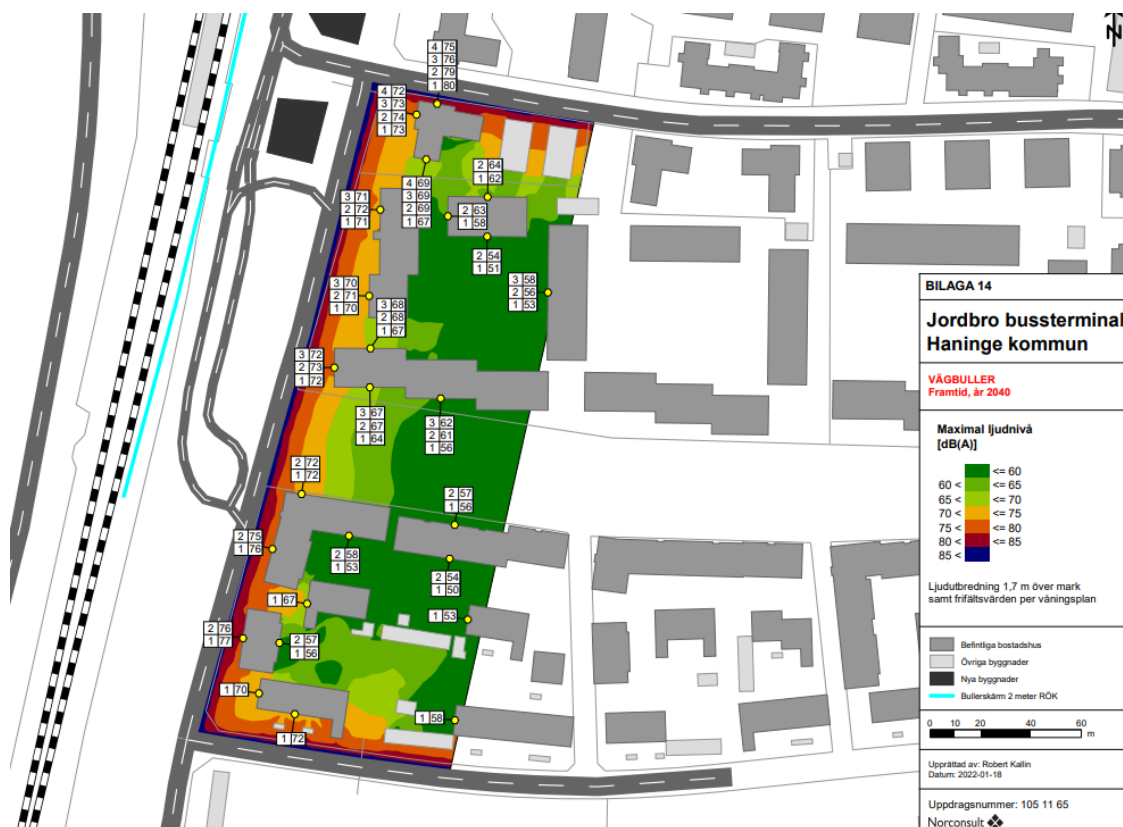 N
4 75
3 76
2 79
1 80
4 72
3 73
2 74
1 73
4 69
3 69
2 69
1 67
2 64
1 62
3 71
2 72
1 71
2 63
1 58
2 54
1 51
3 58
2 56
1 53
3 70
2 71
1 70
3 68
2 68
1 67
3 72
2 73
1 72
3 67
2 67
1 64
3 62
2 61
1 56
2 72
1 72
2 57
1 56
2 75
1 76
2 58
1 53
2 54
1 50
1 67
1 53
2 76
1 77
2 57
1 56
1 70
1 58
1 72
BILAGA 14
Jordbro bussterminal
Haninge kommun
VÄGBULLER
Framtid, år 2040
Maximal ljudnivå
[dB(A)]
<= 60
60 < <= 65
65 < <= 70
70 < <= 75
75 < <= 80
80 < <= 85
85 <
Ljudutbredning 1,7 m över mark
samt frifältsvärden per våningsplan
Befintliga bostadshus
Övriga byggnader
Nya byggnader
Bullerskärm 2 meter RÖK
0 10 20 40 60
m
Upprättad av: Robert Kallin
Datum: 2022-01-18
Uppdragsnummer: 105 11 65
Norconsult